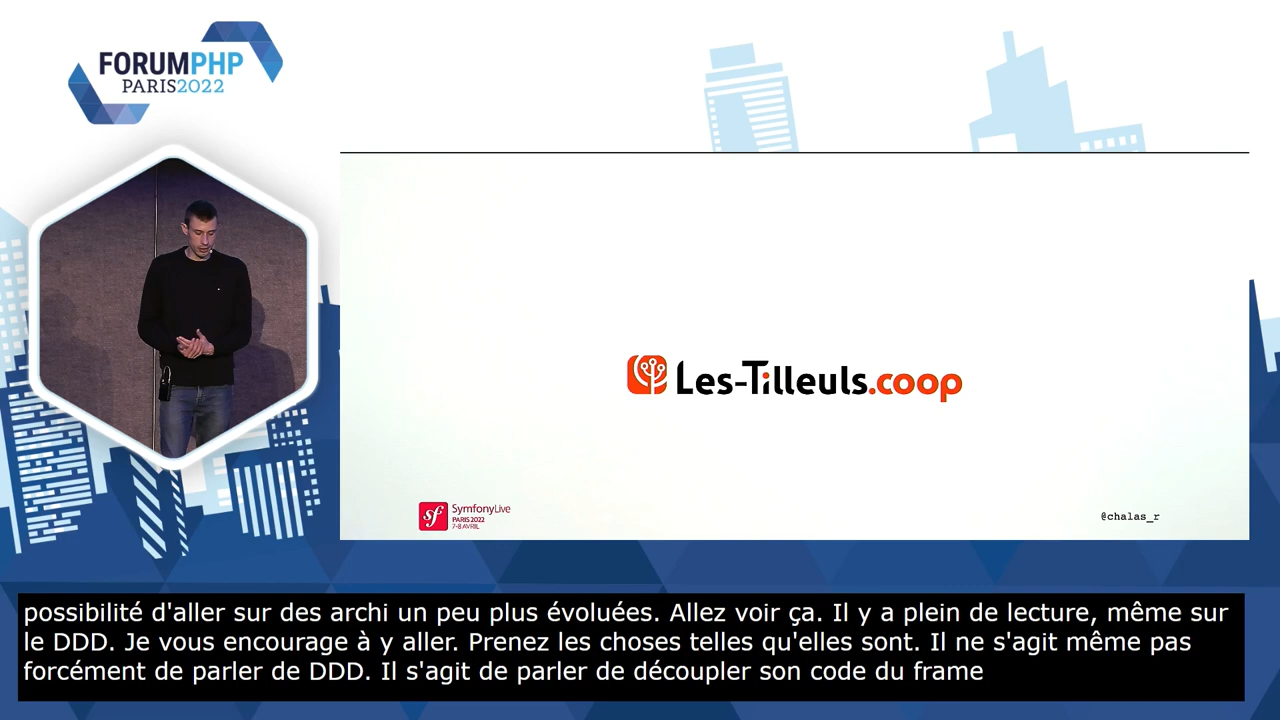 FORUMPHP
PARIS2022
Les-Tilleuls.coop
sf SymfonyLive
PARIS 2022
7-8 AVRIL
@chalas_r
possibilité d'aller sur des archi un peu plus évoluées. Allez voir ça. Il y a plein de lecture, même sur
le DDD. Je vous encourage à y aller. Prenez les choses telles qu'elles sont. Il ne s'agit même pas
forcément de parler de DDD. Il s'agit de parler de découpler son code du frame